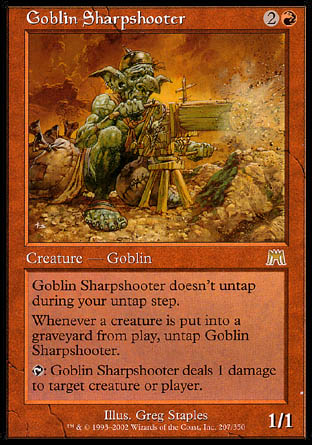 Goblin Sharpshooter 2
Creature — Goblin
Goblin Sharpshooter doesn't untap
during your untap step.
Whenever a creature is put into a
graveyard from play, untap Goblin
Sharpshooter.
: Goblin Sharpshooter deals 1 damage
to target creature or player.
Illus. Greg Staples
™ & © 1993-2002 Wizards of the Coast, Inc. 207/350
1/1